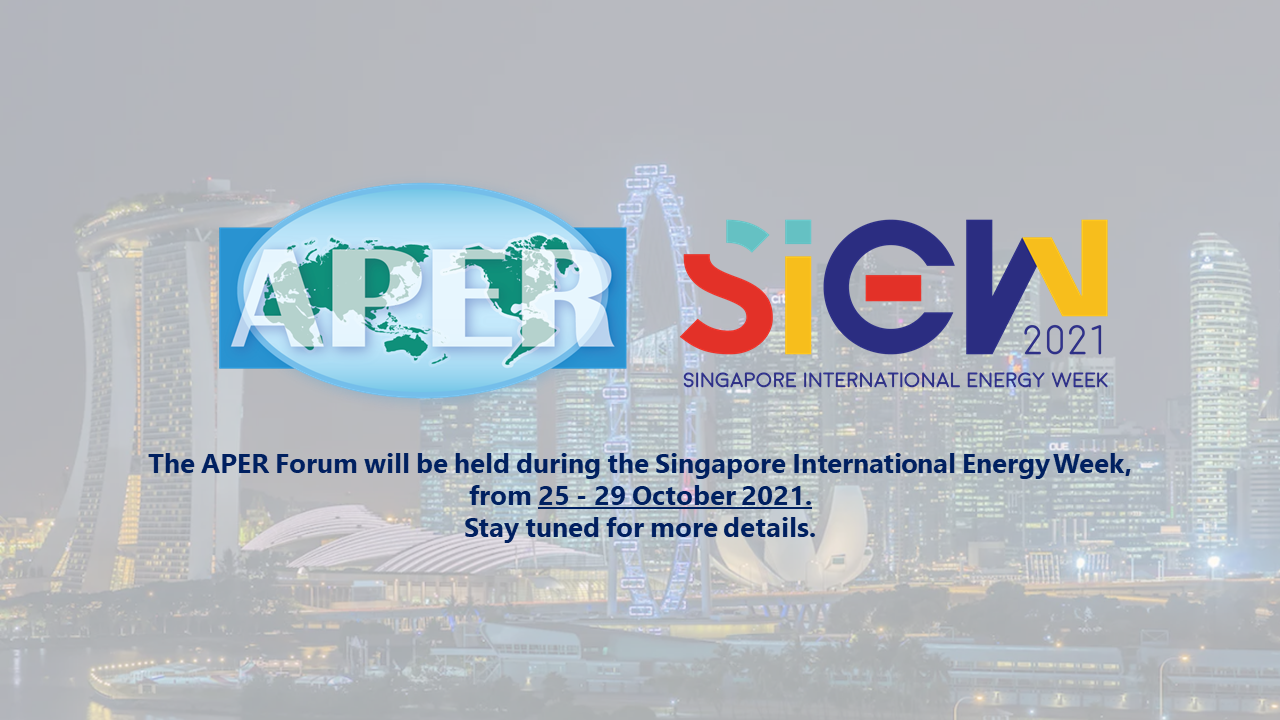 APER
SiEW
2021
SINGAPORE INTERNATIONAL ENERGY WEEK
The APER Forum will be held during the Singapore International Energy Week,
from 25 - 29 October 2021.
Stay tuned for more details.